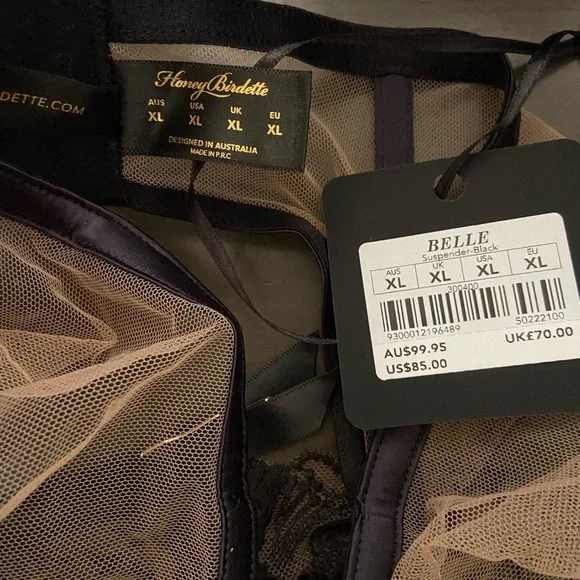 DETTE.COM
Honey Birdette
AUS USA UK EU
XL XL XL XL
DESIGNED IN AUSTRALIA
MADE IN P.R.C
BELLE
Suspender-Black
AUS UK USA EU
XL XL XL XL
300400
9300012196489 50222100
AU$99.95 UK£70.00
US$85.00